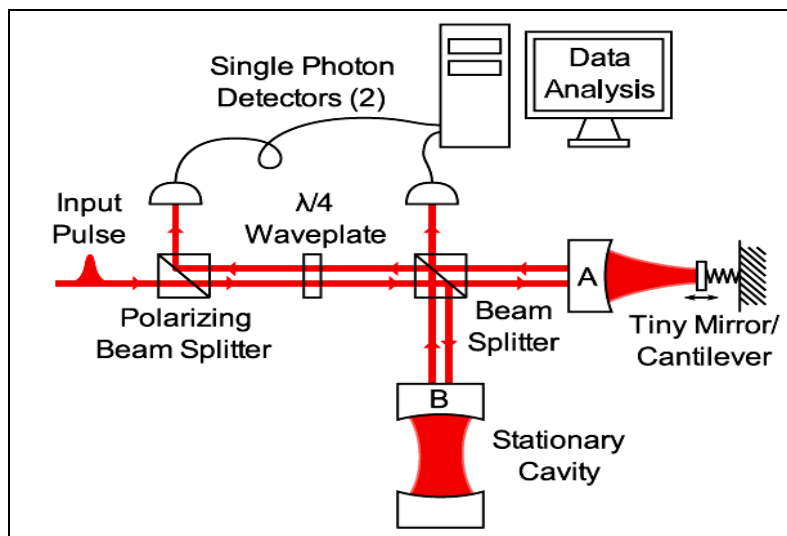 Single Photon
Detectors (2)
Data
Analysis
Input
Pulse
λ/4
Waveplate
Polarizing
Beam Splitter
Beam
Splitter
A
Tiny Mirror/
Cantilever
B
Stationary
Cavity